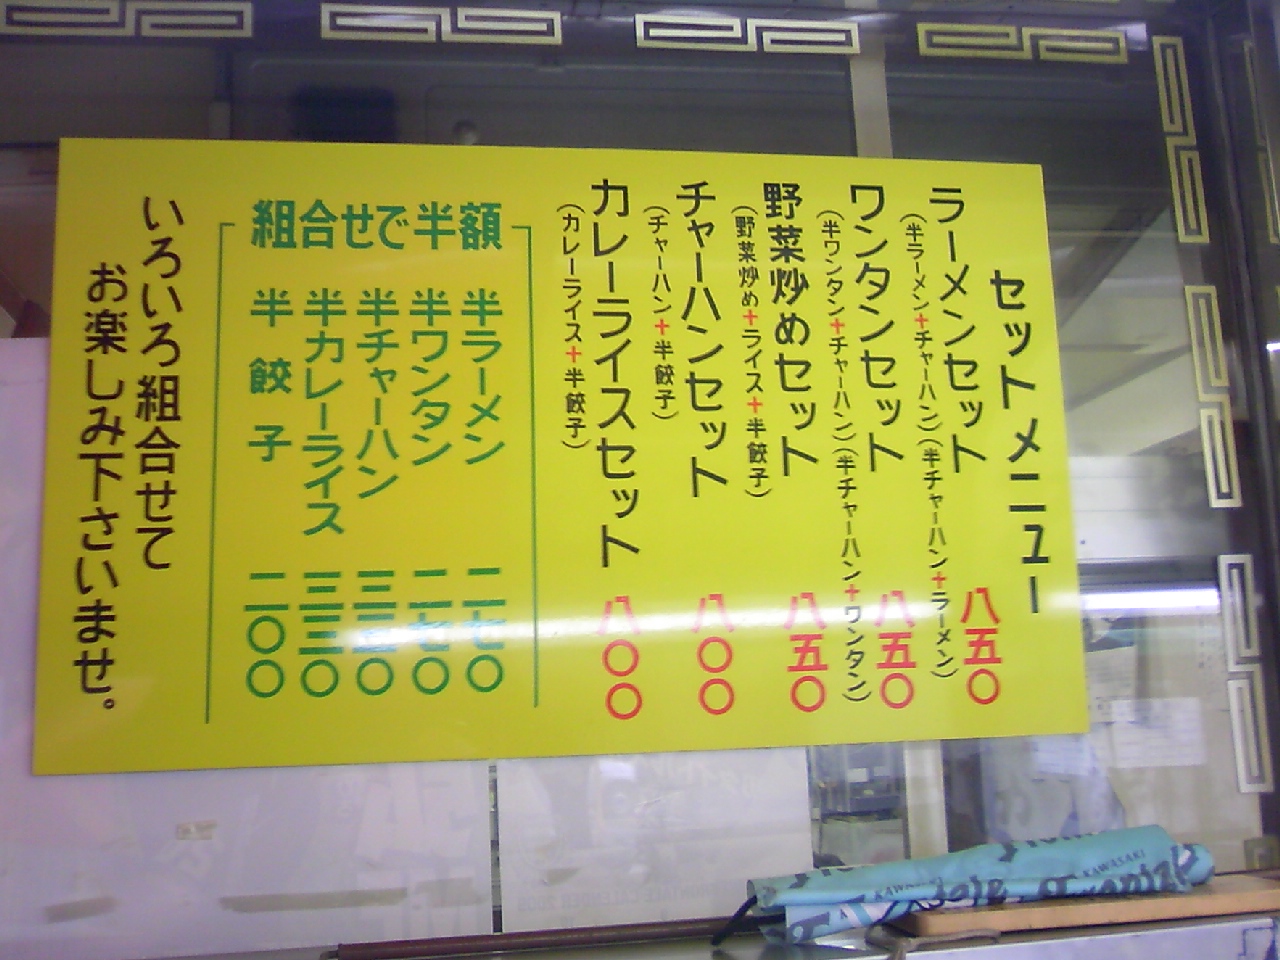 セットメニュー
ラーメンセット 八五〇
(半ラーメン+チャーハン)(半チャーハン+ラーメン)
ワンタンセット 八五〇
(半ワンタン+チャーハン)(半チャーハン+ワンタン)
野菜炒めセット 八五〇
(野菜炒め+ライス+半餃子)
チャーハンセット 八〇〇
(チャーハン+半餃子)
カレーライスセット 八〇〇
(カレーライス+半餃子)
組合せで半額
半ラーメン 二七〇
半ワンタン 二七〇
半チャーハン 三三〇
半カレーライス 三三〇
半餃子 二〇〇
いろいろ組合せて
お楽しみ下さいませ。
KAWASAKI